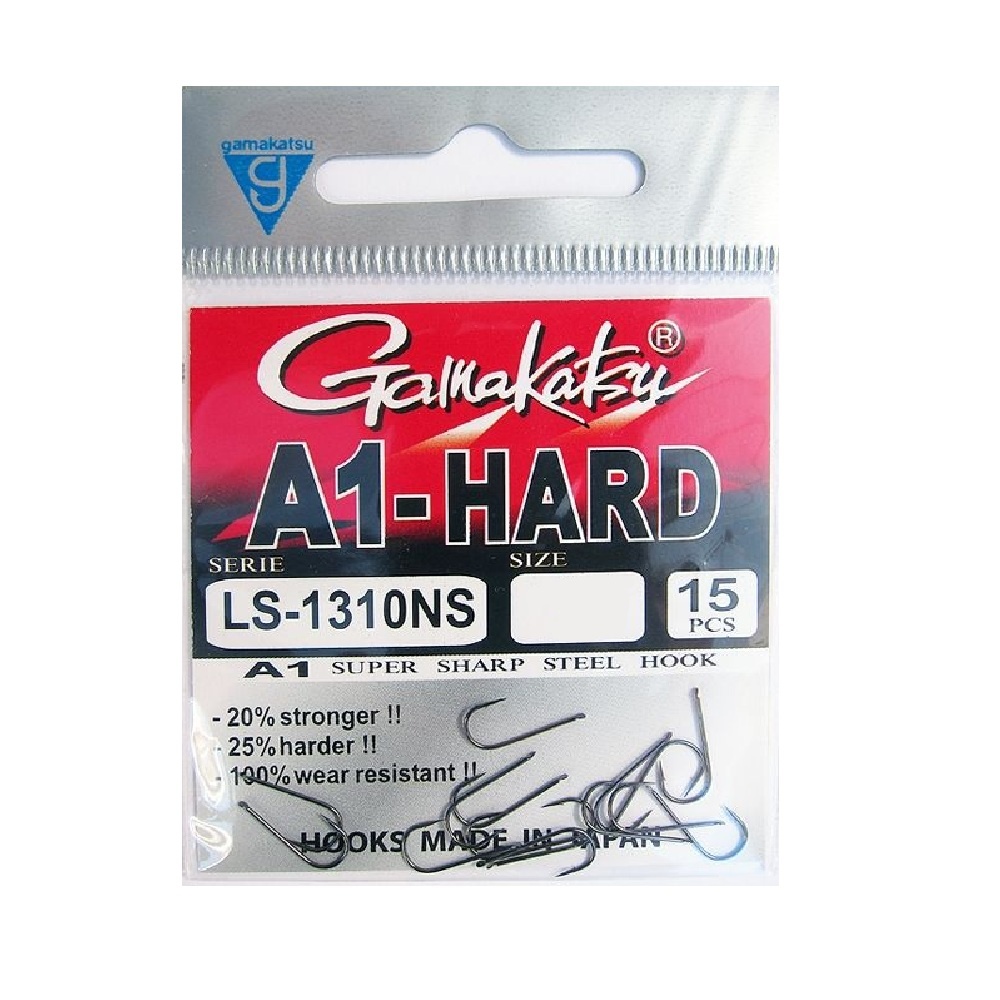 gamakatsu
g
Gamakatsu ®
A1-HARD
SERIE SIZE
LS-1310NS 15 PCS
A1 SUPER SHARP STEEL HOOK
- 20% stronger !!
- 25% harder !!
- 100% wear resistant !!
HOOKS MADE IN JAPAN